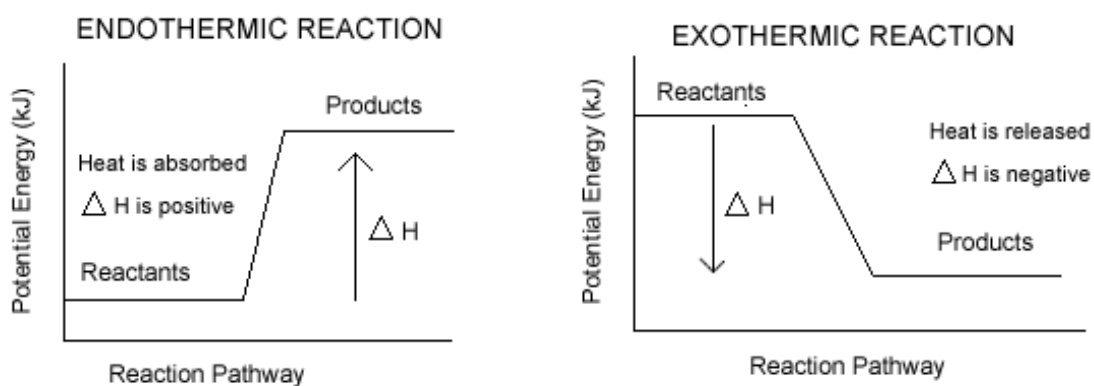 ENDOTHERMIC REACTION
Potential Energy (kJ)
Products
Heat is absorbed
△ H is positive
△ H
Reactants
Reaction Pathway
EXOTHERMIC REACTION
Potential Energy (kJ)
Reactants
Heat is released
△ H is negative
△ H
Products
Reaction Pathway